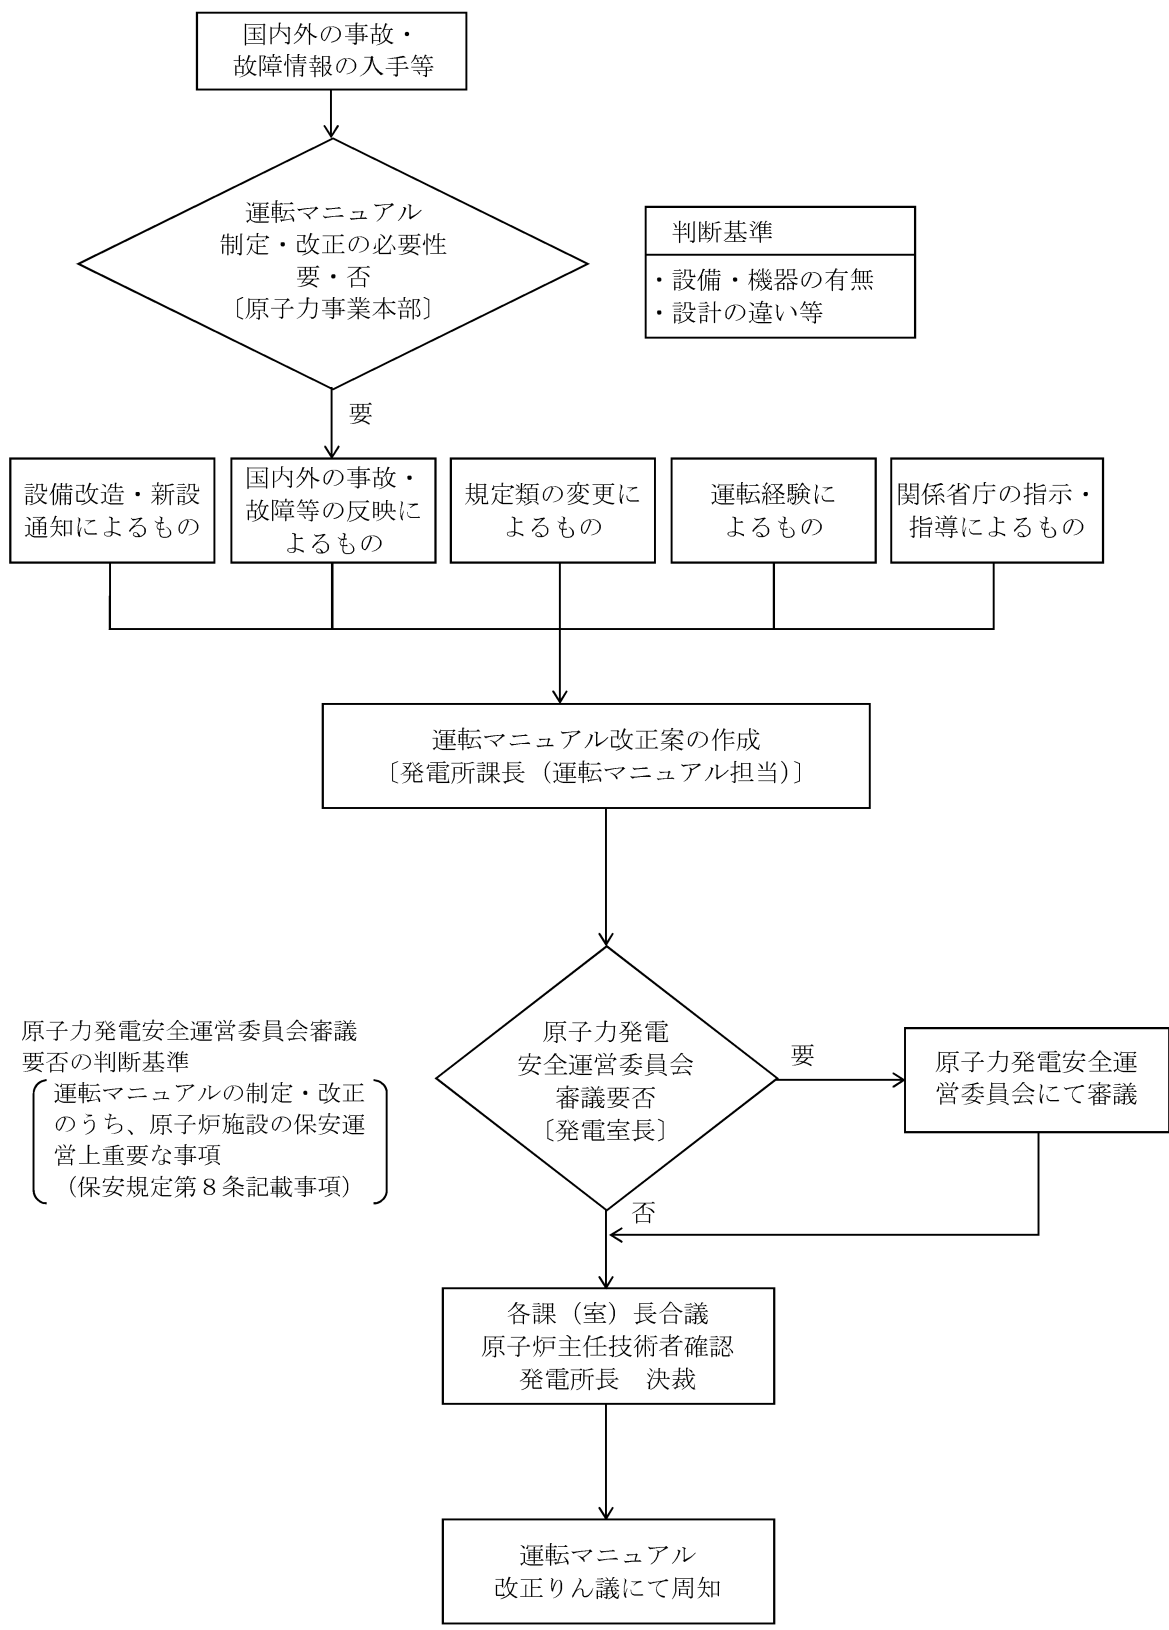 国内外の事故・
故障情報の入手等
運転マニュアル
制定・改正の必要性
要・否
〔原子力事業本部〕
判断基準
・設備・機器の有無
・設計の違い等
要
設備改造・新設
通知によるもの
国内外の事故・
故障等の反映に
よるもの
規定類の変更に
よるもの
運転経験に
よるもの
関係省庁の指示・
指導によるもの
運転マニュアル改正案の作成
〔発電所課長（運転マニュアル担当）〕
原子力発電
安全運営委員会
審議要否
〔発電室長〕
要
原子力発電安全運
営委員会にて審議
原子力発電安全運営委員会審議
要否の判断基準
運転マニュアルの制定・改正
のうち、原子炉施設の保安運
営上重要な事項
（保安規定第８条記載事項）
否
各課（室）長合議
原子炉主任技術者確認
発電所長　決裁
運転マニュアル
改正りん議にて周知